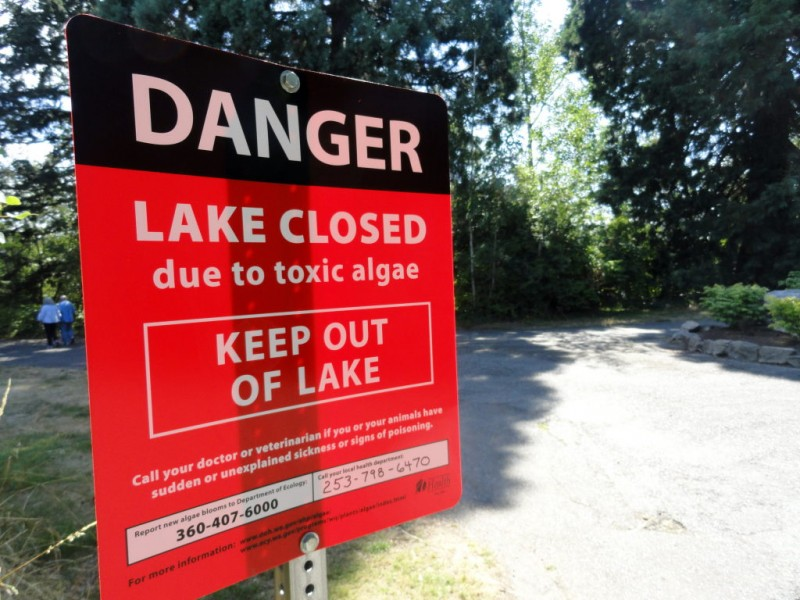 DANGER
LAKE CLOSED
due to toxic algae
KEEP OUT
OF LAKE
Call your doctor or veterinarian if you or your animals have
sudden or unexplained sickness or signs of poisoning.
Report new algae blooms to Department of Ecology:
360-407-6000
Call your local health department:
253-798-6470
For more information: